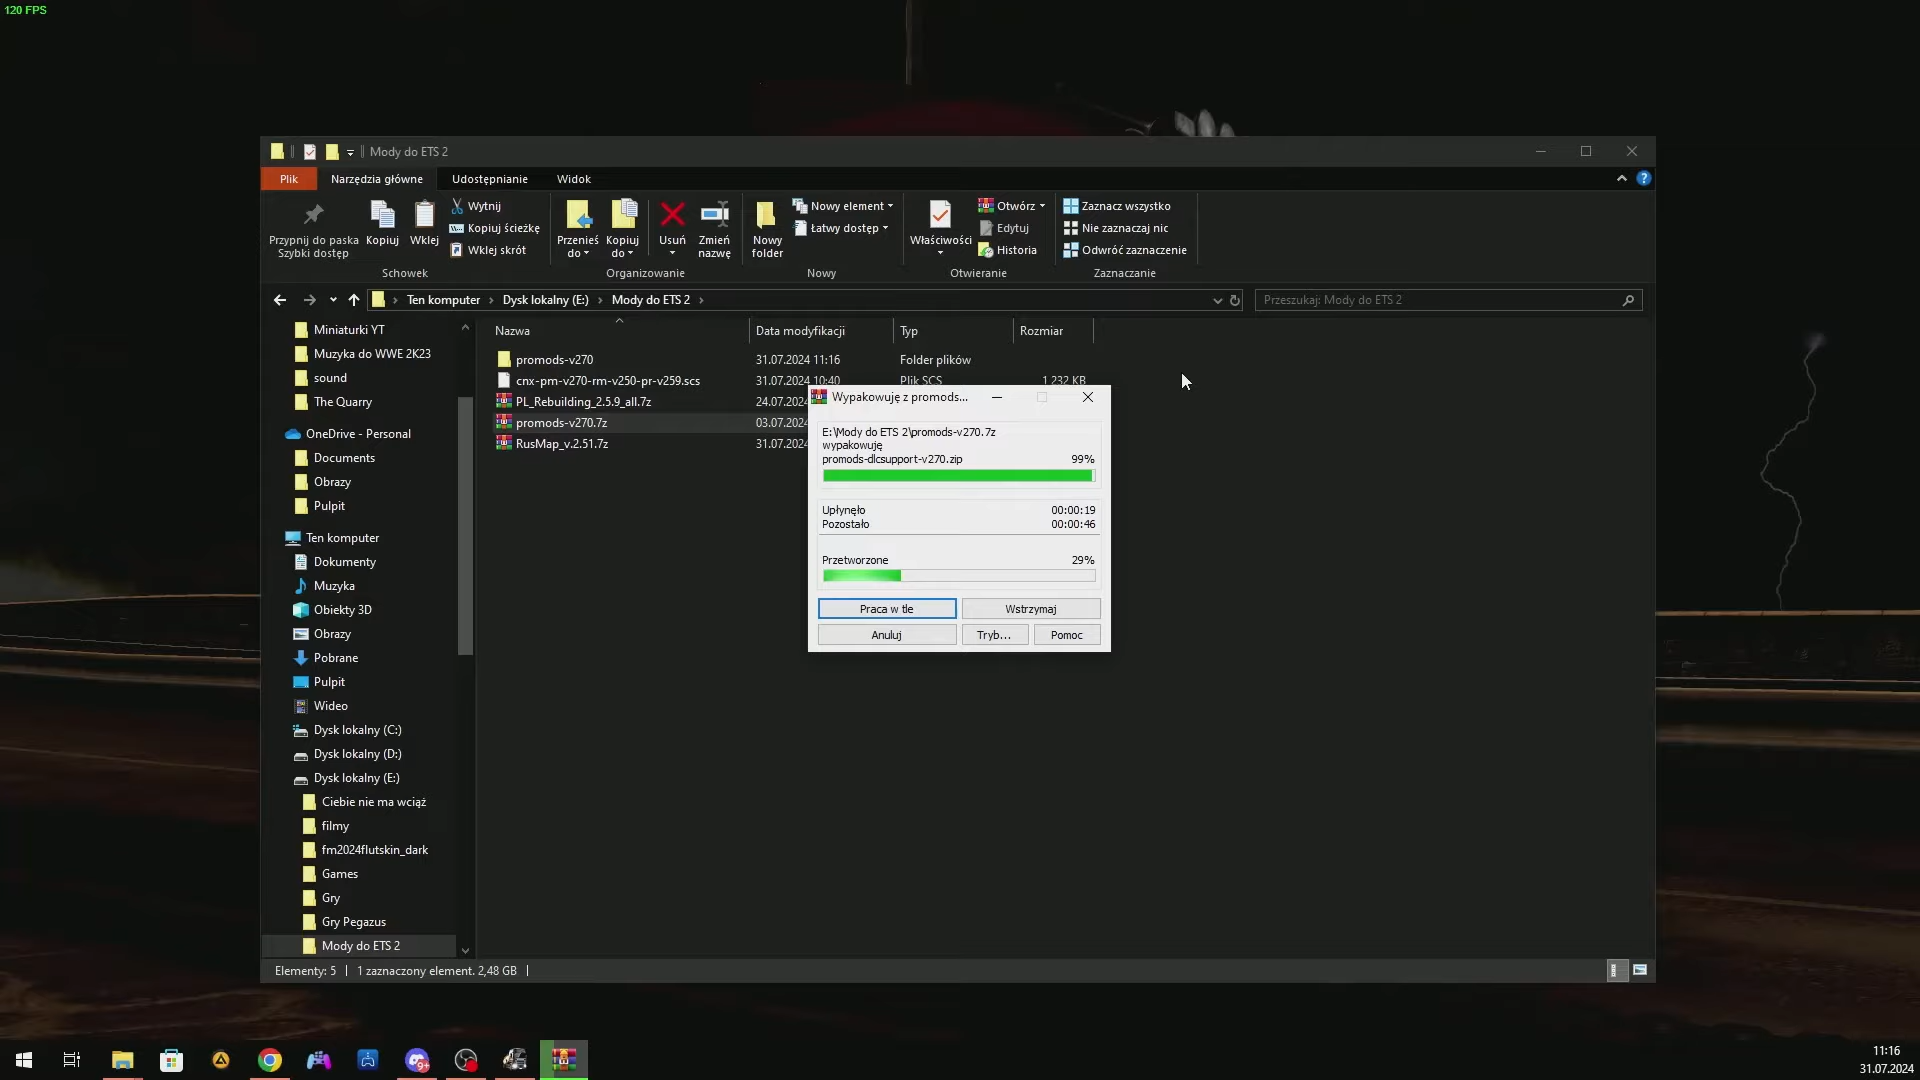 120 FPS
Mody do ETS 2
Plik
Narzędzia główne
Udostępnianie
Widok
Przypnij do paska
Szybki dostęp
Kopiuj
Wklej
Wytnij
Kopiuj ścieżkę
Wklej skrót
Schowek
Przenieś
do
Kopiuj
do
Usuń
Zmień
nazwę
Organizowanie
Nowy
folder
Nowy element
Łatwy dostęp
Nowy
Właściwości
Otwórz
Edytuj
Historia
Otwieranie
Zaznacz wszystko
Nie zaznaczaj nic
Odwróć zaznaczenie
Zaznaczanie
Ten komputer
Dysk lokalny (E:)
Mody do ETS 2
Przeszukaj: Mody do ETS 2
Miniaturki YT
Muzyka do WWE 2K23
sound
The Quarry
OneDrive - Personal
Documents
Obrazy
Pulpit
Ten komputer
Dokumenty
Muzyka
Obiekty 3D
Obrazy
Pobrane
Pulpit
Wideo
Dysk lokalny (C:)
Dysk lokalny (D:)
Dysk lokalny (E:)
Ciebie nie ma wciąż
filmy
fm2024flutskin_dark
Games
Gry
Gry Pegazus
Mody do ETS 2
Nazwa Data modyfikacji Typ Rozmiar
promods-v270 31.07.2024 11:16 Folder plików
cnx-pm-v270-rm-v250-pr-v259.scs 31.07.2024 10:40 Plik SCS 1 232 KB
PL_Rebuilding_2.5.9_all.7z 24.07.2024
promods-v270.7z 03.07.2024
RusMap_v.2.51.7z 31.07.2024
Wypakowuję z promods...
E:\Mody do ETS 2\promods-v270.7z
wypakowuję
promods-dlcsupport-v270.zip 99%
Upłynęło 00:00:19
Pozostało 00:00:46
Przetworzone 29%
Praca w tle
Wstrzymaj
Anuluj
Tryb...
Pomoc
Elementy: 5
1 zaznaczony element. 2,48 GB
9+
11:16
31.07.2024